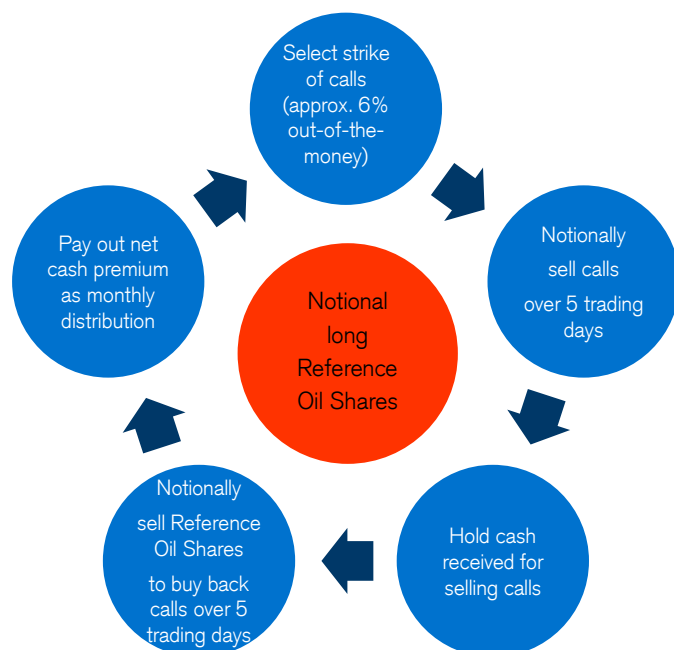 Select strike
of calls
(approx. 6%
out-of-the-
money)
Notionally
sell calls
over 5 trading
days
Hold cash
received for
selling calls
Notionally
sell Reference
Oil Shares
to buy back
calls over 5
trading days
Pay out net
cash premium
as monthly
distribution
Notional
long
Reference
Oil Shares